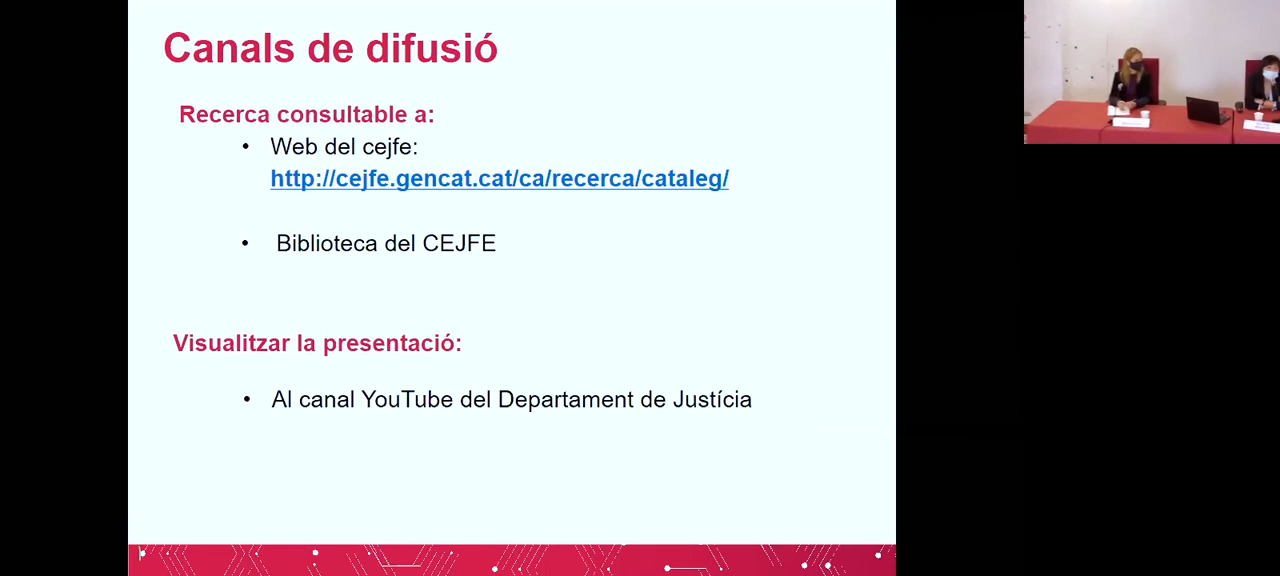 Canals de difusió
Recerca consultable a:
• Web del cejfe:
http://cejfe.gencat.cat/ca/recerca/cataleg/
• Biblioteca del CEJFE
Visualitzar la presentació:
• Al canal YouTube del Departament de Justícia